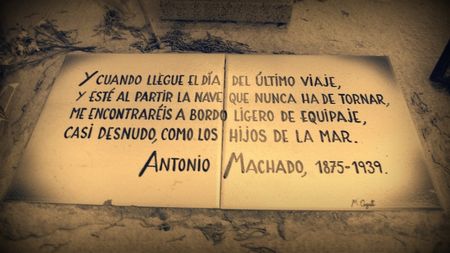 Y CUANDO LLEGUE EL DÍA DEL ÚLTIMO VIAJE,
Y ESTÉ AL PARTIR LA NAVE QUE NUNCA HA DE TORNAR,
ME ENCONTRARÉIS A BORDO LIGERO DE EQUIPAJE,
CASI DESNUDO, COMO LOS HIJOS DE LA MAR.
ANTONIO MACHADO, 1875-1939.